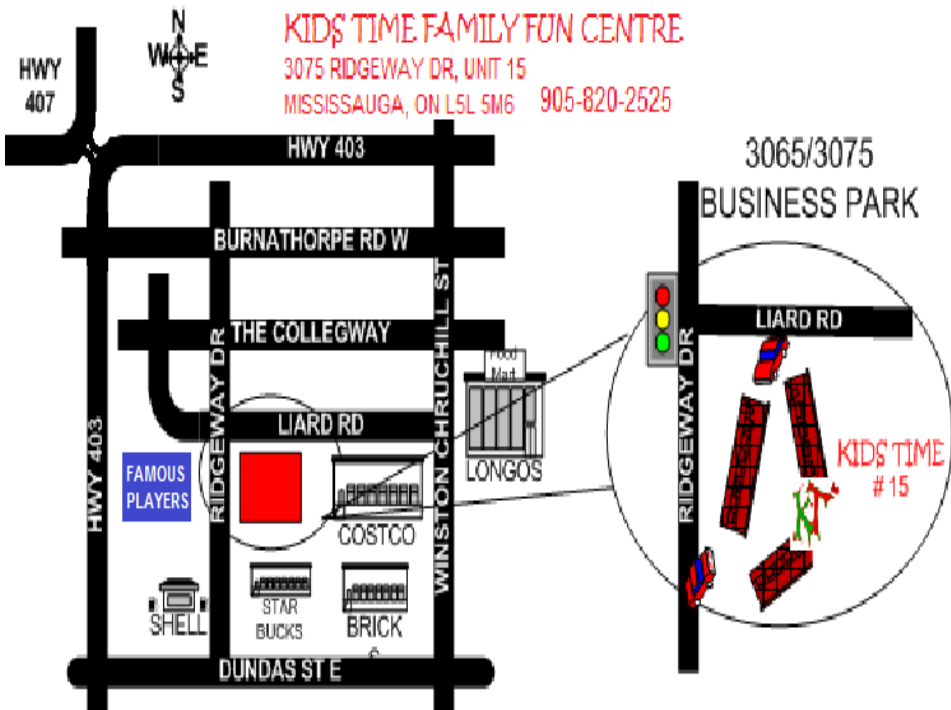 N
W E
S
KIDS TIME FAMILY FUN CENTRE
3075 RIDGEWAY DR, UNIT 15
MISSISSAUGA, ON L5L 5M6 905-820-2525
HWY
407
HWY 403
3065/3075
BUSINESS PARK
BURNATHORPE RD W
THE COLLEGWAY
LIARD RD
RIDGEWAY DR
WINSTON CHRUCHILL ST
HWY 403
Food
Mart
LONGOS
FAMOUS
PLAYERS
COSTCO
SHELL
STAR
BUCKS
BRICK
DUNDAS ST E
LIARD RD
RIDGEWAY DR
KIDS TIME
# 15
KT